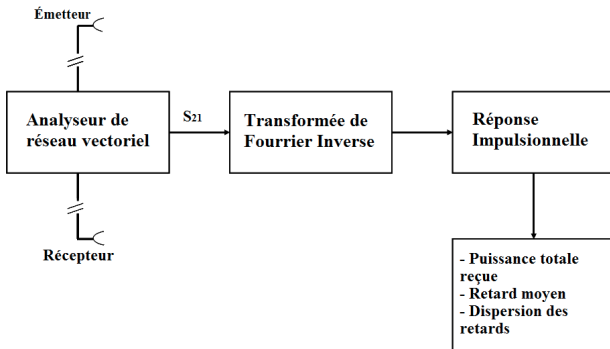 Émetteur
Analyseur de
réseau vectoriel
S21
Transformée de
Fourrier Inverse
Réponse
Impulsionnelle
Récepteur
- Puissance totale
reçue
- Retard moyen
- Dispersion des
retards